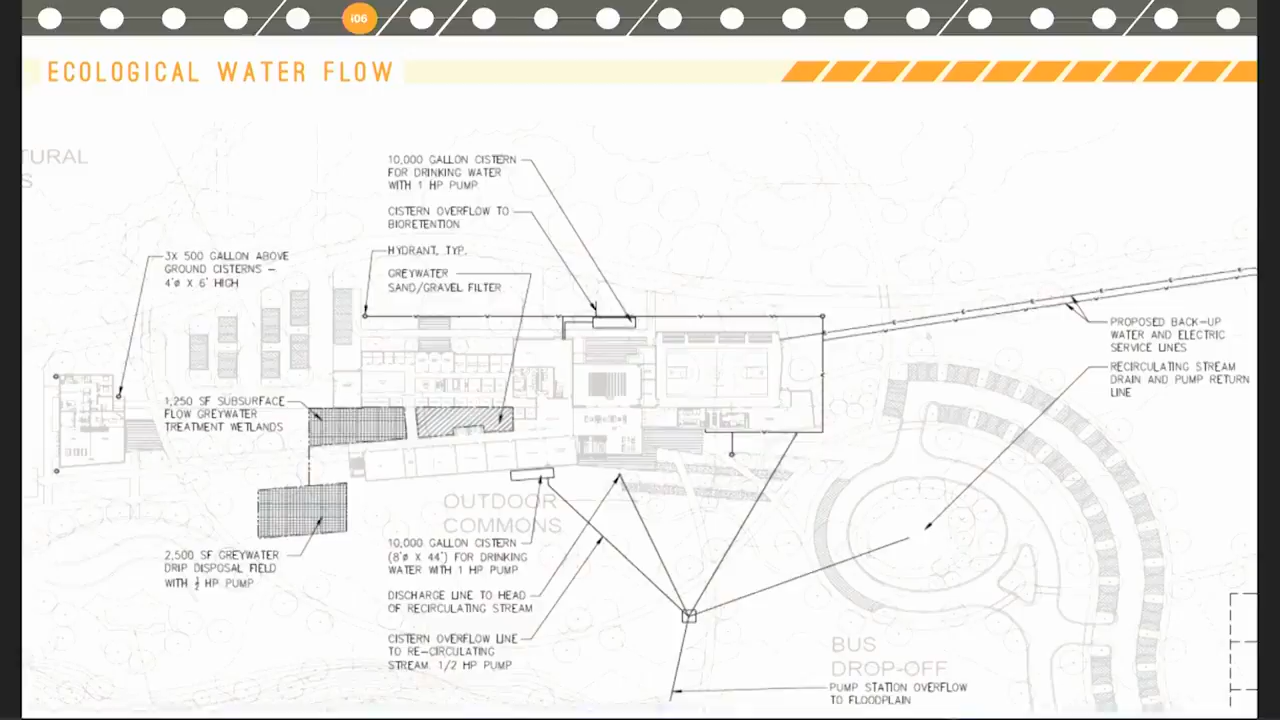 i06
ECOLOGICAL WATER FLOW
TURAL
S
10,000 GALLON CISTERN
FOR DRINKING WATER
WITH 1 HP PUMP
CISTERN OVERFLOW TO
BIORETENTION
HYDRANT, TYP.
GREYWATER
SAND/GRAVEL FILTER
3X 500 GALLON ABOVE
GROUND CISTERNS –
4'ø X 6' HIGH
PROPOSED BACK-UP
WATER AND ELECTRIC
SERVICE LINES
RECIRCULATING STREAM
DRAIN AND PUMP RETURN
LINE
1,250 SF SUBSURFACE
FLOW GREYWATER
TREATMENT WETLANDS
OUTDOOR
COMMONS
2,500 SF GREYWATER
DRIP DISPOSAL FIELD
WITH ½ HP PUMP
10,000 GALLON CISTERN
(8'ø X 44') FOR DRINKING
WATER WITH 1 HP PUMP
DISCHARGE LINE TO HEAD
OF RECIRCULATING STREAM
CISTERN OVERFLOW LINE
TO RE-CIRCULATING
STREAM. 1/2 HP PUMP
BUS
DROP-OFF
PUMP STATION OVERFLOW
TO FLOODPLAIN